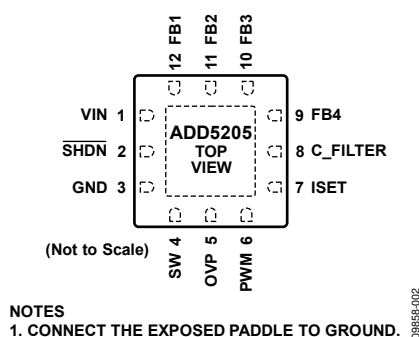 12 FB1
11 FB2
10 FB3
VIN 1
SHDN 2
GND 3
ADD5205
TOP
VIEW
9 FB4
8 C_FILTER
7 ISET
(Not to Scale)
SW 4
OVP 5
PWM 6
NOTES
1. CONNECT THE EXPOSED PADDLE TO GROUND.
09858-002